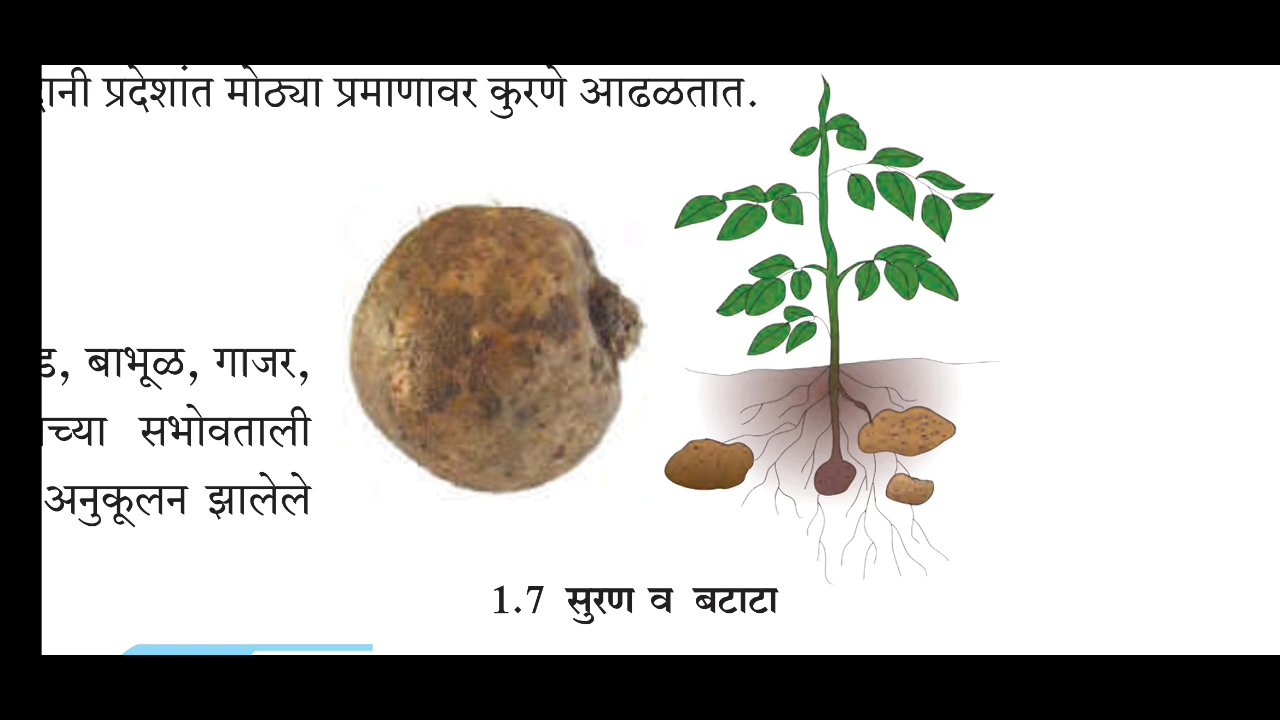 प्रदेशांत मोठ्या प्रमाणावर कुरणे आढळतात.
बाभूळ, गाजर,
सभोवताली
अनुकूलन झालेले
1.7 सुरण व बटाटा